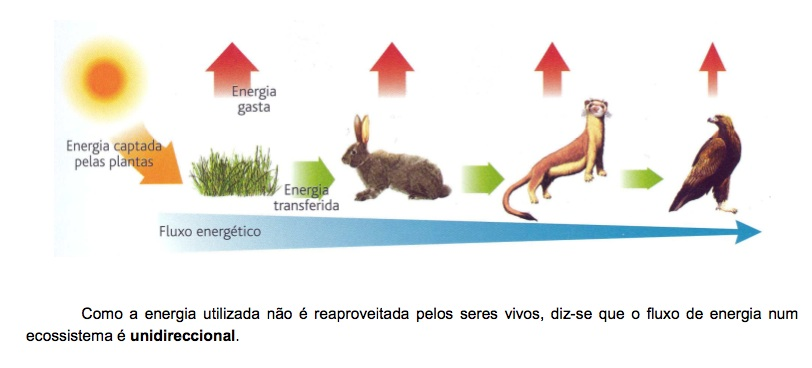 Energia
gasta
Energia captada
pelas plantas
Energia
transferida
Fluxo energético
Como a energia utilizada não é reaproveitada pelos seres vivos, diz-se que o fluxo de energia num
ecossistema é unidireccional.